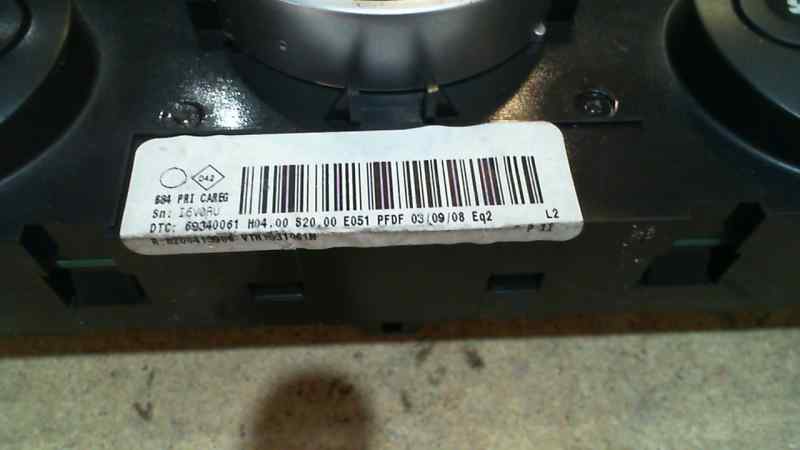 042
684 PRI CAREG
Sn: I6V0AU
DTC: 69340061 H04.00 S20.00 E051 PFDF 03/09/08 Eq2 L2